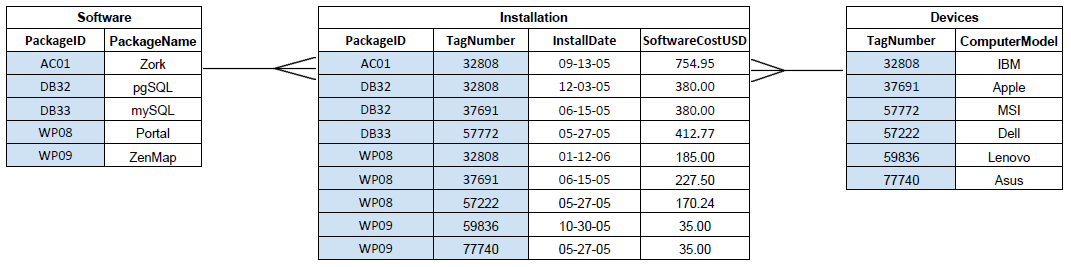 Software
PackageID PackageName
AC01 Zork
DB32 pgSQL
DB33 mySQL
WP08 Portal
WP09 ZenMap
Installation
PackageID TagNumber InstallDate SoftwareCostUSD
AC01 32808 09-13-05 754.95
DB32 32808 12-03-05 380.00
DB32 37691 06-15-05 380.00
DB33 57772 05-27-05 412.77
WP08 32808 01-12-06 185.00
WP08 37691 06-15-05 227.50
WP08 57222 05-27-05 170.24
WP09 59836 10-30-05 35.00
WP09 77740 05-27-05 35.00
Devices
TagNumber ComputerModel
32808 IBM
37691 Apple
57772 MSI
57222 Dell
59836 Lenovo
77740 Asus